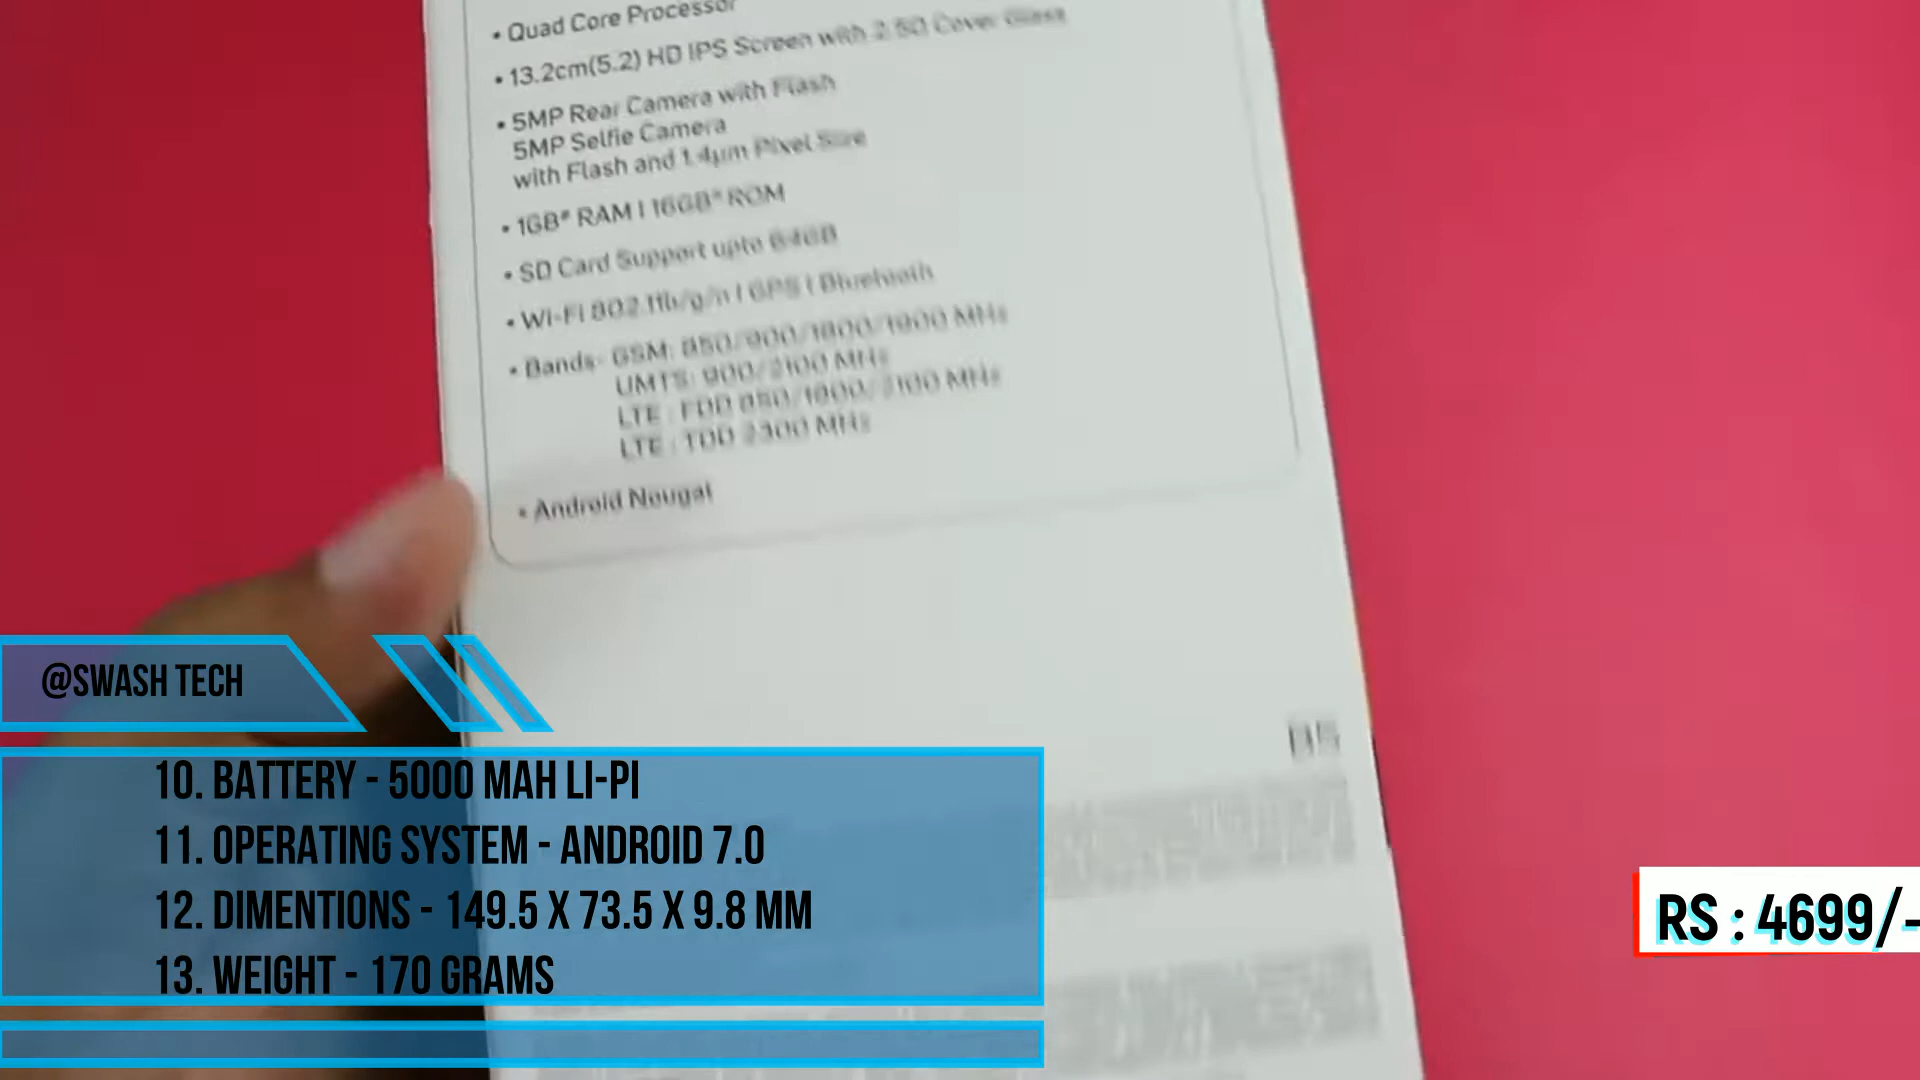 • Quad Core Processor
• 13.2cm(5.2) HD IPS Screen with 2.5D Cover Glass
• 5MP Rear Camera with Flash
5MP Selfie Camera
with Flash and 1.4µm Pixel Size
• 1GB* RAM | 16GB* ROM
• SD Card Support upto 64GB
• Wi-Fi 802.11b/g/n | GPS | Bluetooth
• Bands- GSM: 850/900/1800/1900 MHz
UMTS: 900/2100 MHz
LTE : FDD 850/1800/2100 MHz
LTE : TDD 2300 MHz
• Android Nougat
@SWASH TECH
10. BATTERY - 5000 MAH LI-PI
11. OPERATING SYSTEM - ANDROID 7.0
12. DIMENTIONS - 149.5 X 73.5 X 9.8 MM
13. WEIGHT - 170 GRAMS
RS : 4699/-